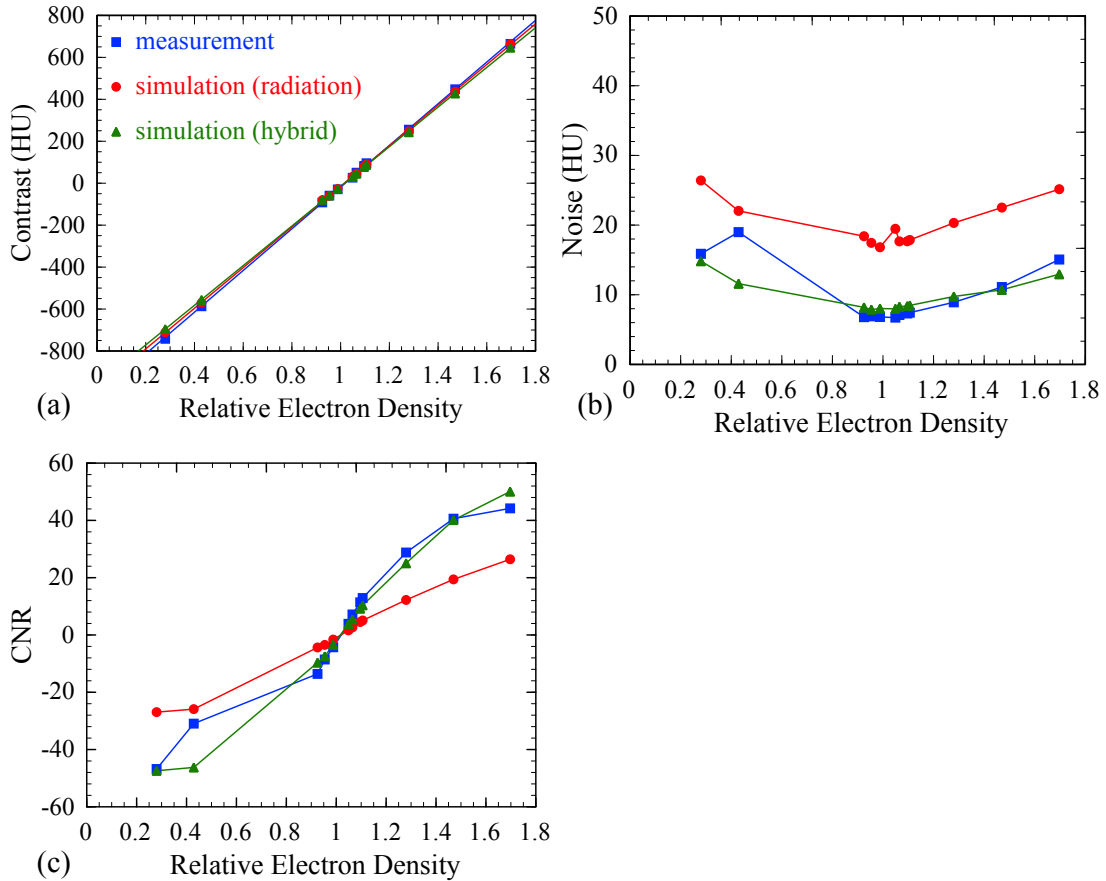 800
600
400
200
0
-200
-400
-600
-800
Contrast (HU)
measurement
simulation (radiation)
simulation (hybrid)
0 0.2 0.4 0.6 0.8 1 1.2 1.4 1.6 1.8
Relative Electron Density
(a)
50
40
30
20
10
0
Noise (HU)
0 0.2 0.4 0.6 0.8 1 1.2 1.4 1.6 1.8
Relative Electron Density
(b)
60
40
20
0
-20
-40
-60
CNR
0 0.2 0.4 0.6 0.8 1 1.2 1.4 1.6 1.8
Relative Electron Density
(c)